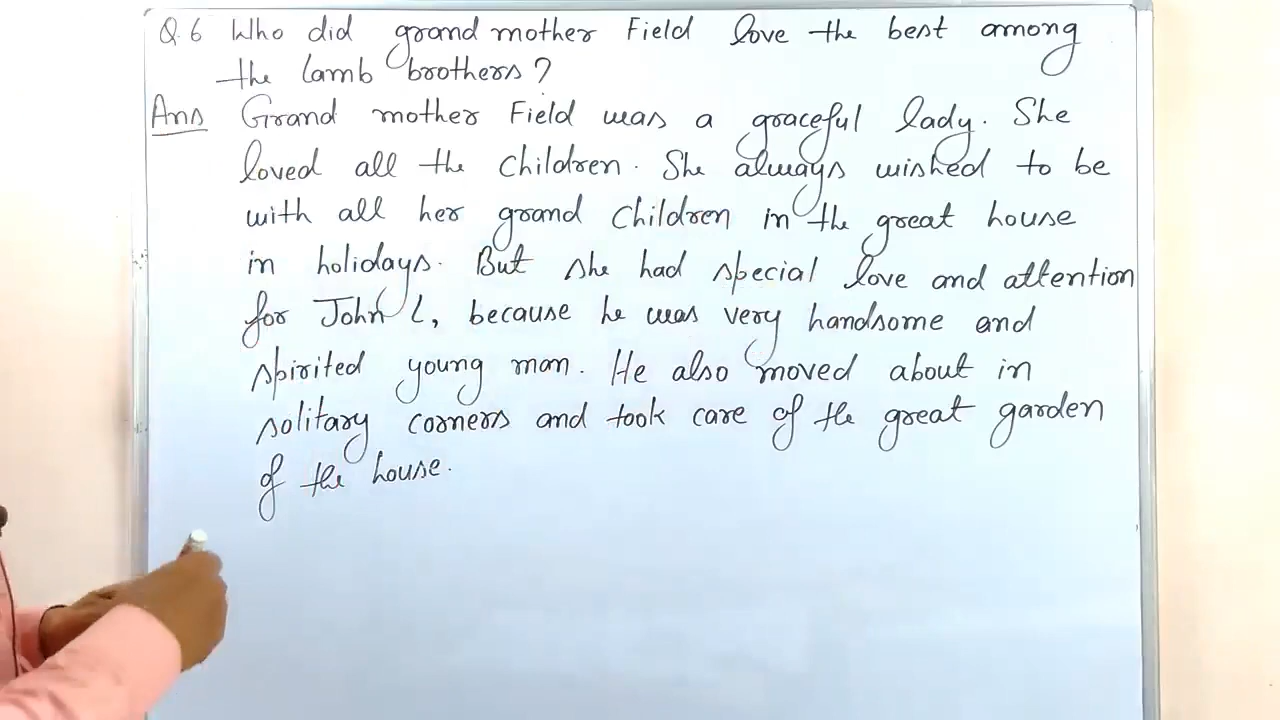 Q.6 Who did grand mother Field love the best among
the lamb brothers?
Ans Grand mother Field was a graceful lady. She
loved all the children. She always wished to be
with all her grand children in the great house
in holidays. But she had special love and attention
for John L, because he was very handsome and
spirited young man. He also moved about in
solitary corners and took care of the great garden
of the house.